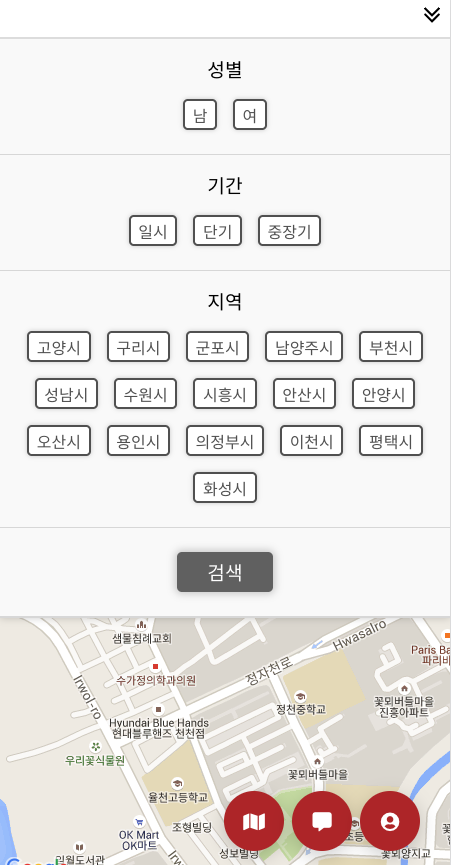 성별
남 여
기간
일시 단기 중장기
지역
고양시 구리시 군포시 남양주시 부천시
성남시 수원시 시흥시 안산시 안양시
오산시 용인시 의정부시 이천시 평택시
화성시
검색
샘물침례교회
Hwasalro
정자천로
Paris Ba
파리바
수가정의학과의원
Irwol-ro
정천중학교
꽃뫼버들마을
진흥아파트
Hyundai Blue Hands
현대블루핸즈 천천점
우리꽃식물원
꽃뫼버들마을
율천고등학교
OK Mart
OK마트
조형빌딩
일월도서관
성보빌딩
꽃뫼양지교